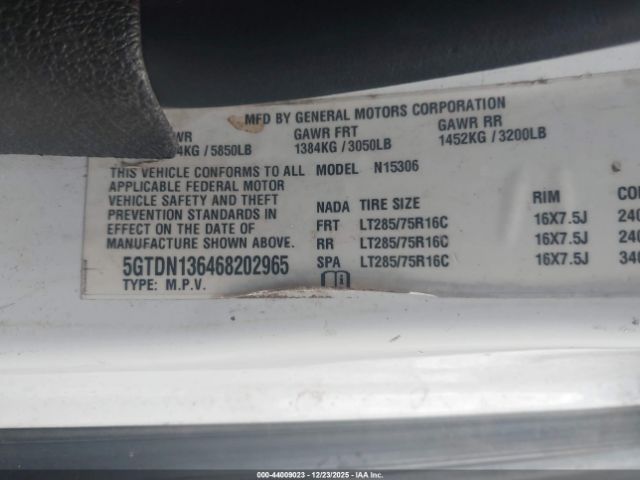 MFD BY GENERAL MOTORS CORPORATION
GAWR FRT GAWR RR
/5850LB 1384KG /3050LB 1452KG /3200LB
THIS VEHICLE CONFORMS TO ALL MODEL N15306
APPLICABLE FEDERAL MOTOR
VEHICLE SAFETY AND THEFT
PREVENTION STANDARDS IN
EFFECT ON THE DATE OF
MANUFACTURE SHOWN ABOVE.
5GTDN136468202965
TYPE: M.P.V.
NADA TIRE SIZE RIM
FRT LT285/75R16C 16X7.5J
RR LT285/75R16C 16X7.5J
SPA LT285/75R16C 16X7.5J
000-44009023 - 12/23/2025 - IAAI.COM